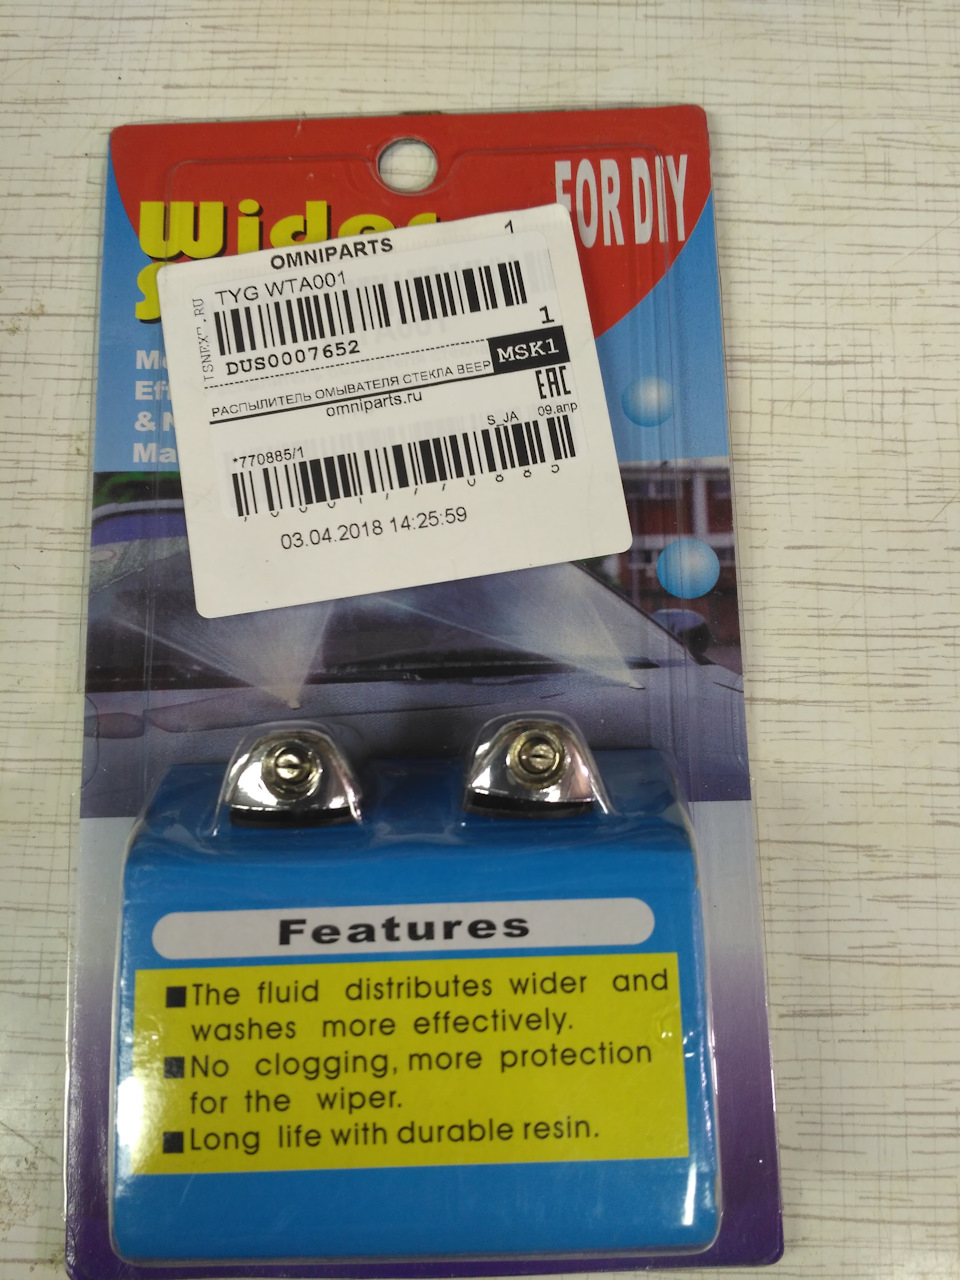 FOR DIY
Wider
OMNIPARTS
1
TYG WTA001
1
DUS0007652
MSK1
РАСПЫЛИТЕЛЬ ОМЫВАТЕЛЯ СТЕКЛА ВЕЕР
EAC
omniparts.ru
S_JA 09.апр
*770885/1
03.04.2018 14:25:59
Features
■The fluid distributes wider and
washes more effectively.
■No clogging, more protection
for the wiper.
■Long life with durable resin.